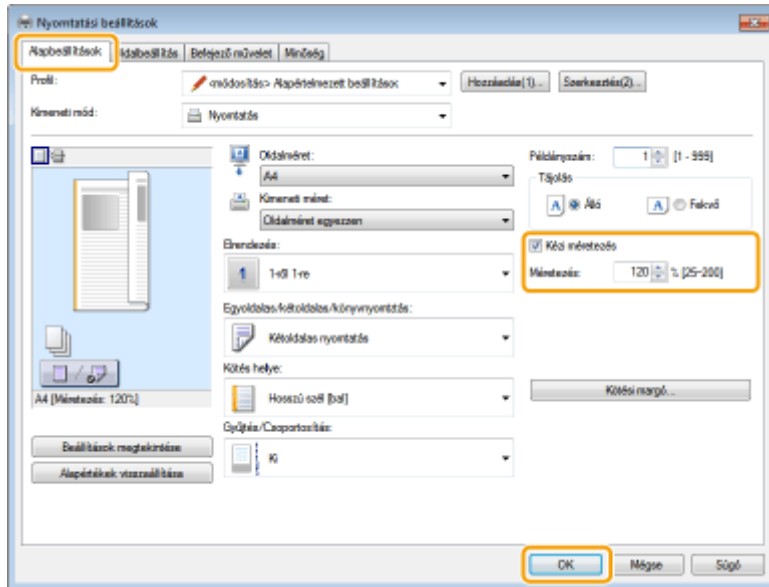 Nyomtatási beállítások
Alapbeállítások
Oldalbeállítás
Befejező művelet
Minőség
Profil:
<módosítás> Alapértelmezett beállítások
Hozzáadás(1)...
Szerkesztés(2)...
Kimeneti mód:
Nyomtatás
Oldalméret:
A4
Kimeneti méret:
Oldalméret egyezzen
Elrendezés:
1
1-ről 1-re
Egyoldalas/kétoldalas/könyvnyomtatás:
Kétoldalas nyomtatás
Kötés helye:
Hosszú szél [bal]
Gyűjtés/Csoportosítás:
Ki
Példányszám:
1
[1 - 999]
Tájolás
A
Álló
A
Fekvő
Kézi méretezés
Méretezés:
120
% [25-200]
Kötési margó...
A4 [Méretezés: 120%]
Beállítások megtekintése
Alapértékek visszaállítása
OK
Mégse
Súgó